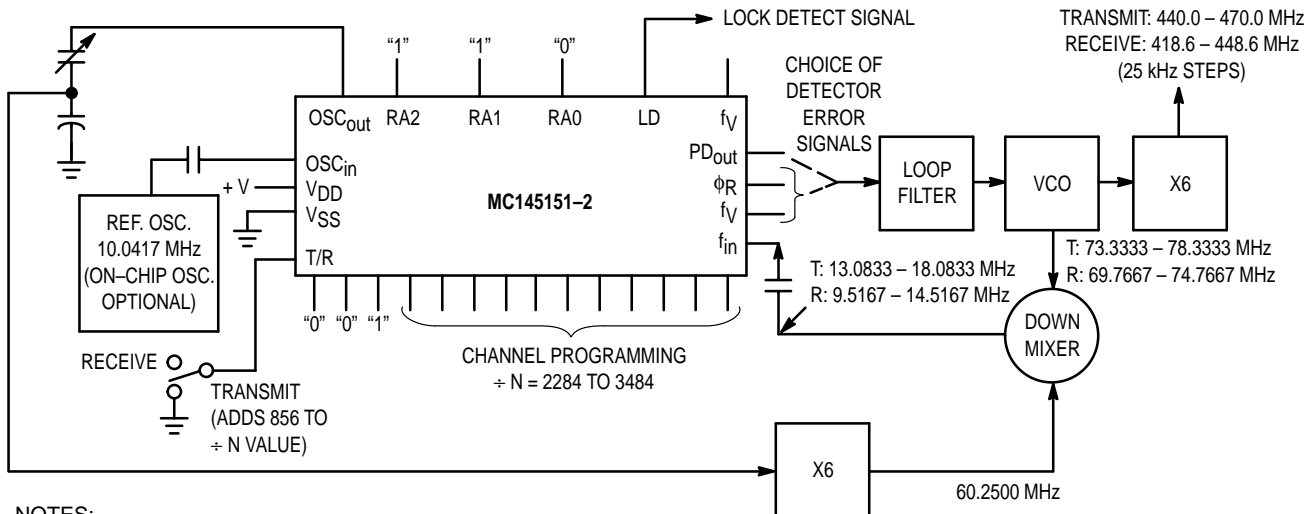 LOCK DETECT SIGNAL
TRANSMIT: 440.0 – 470.0 MHz
RECEIVE: 418.6 – 448.6 MHz
(25 kHz STEPS)
“1”
“1”
“0”
CHOICE OF
DETECTOR
ERROR
SIGNALS
OSCout
RA2
RA1
RA0
LD
fV
OSCin
+ V
VDD
VSS
T/R
MC145151–2
PDout
ϕR
fV
fin
LOOP
FILTER
VCO
X6
REF. OSC.
10.0417 MHz
(ON–CHIP OSC.
OPTIONAL)
T: 13.0833 – 18.0833 MHz
R: 9.5167 – 14.5167 MHz
T: 73.3333 – 78.3333 MHz
R: 69.7667 – 74.7667 MHz
“0” “0” “1”
DOWN
MIXER
CHANNEL PROGRAMMING
÷ N = 2284 TO 3484
RECEIVE
TRANSMIT
(ADDS 856 TO
÷ N VALUE)
X6
60.2500 MHz
NOTES: